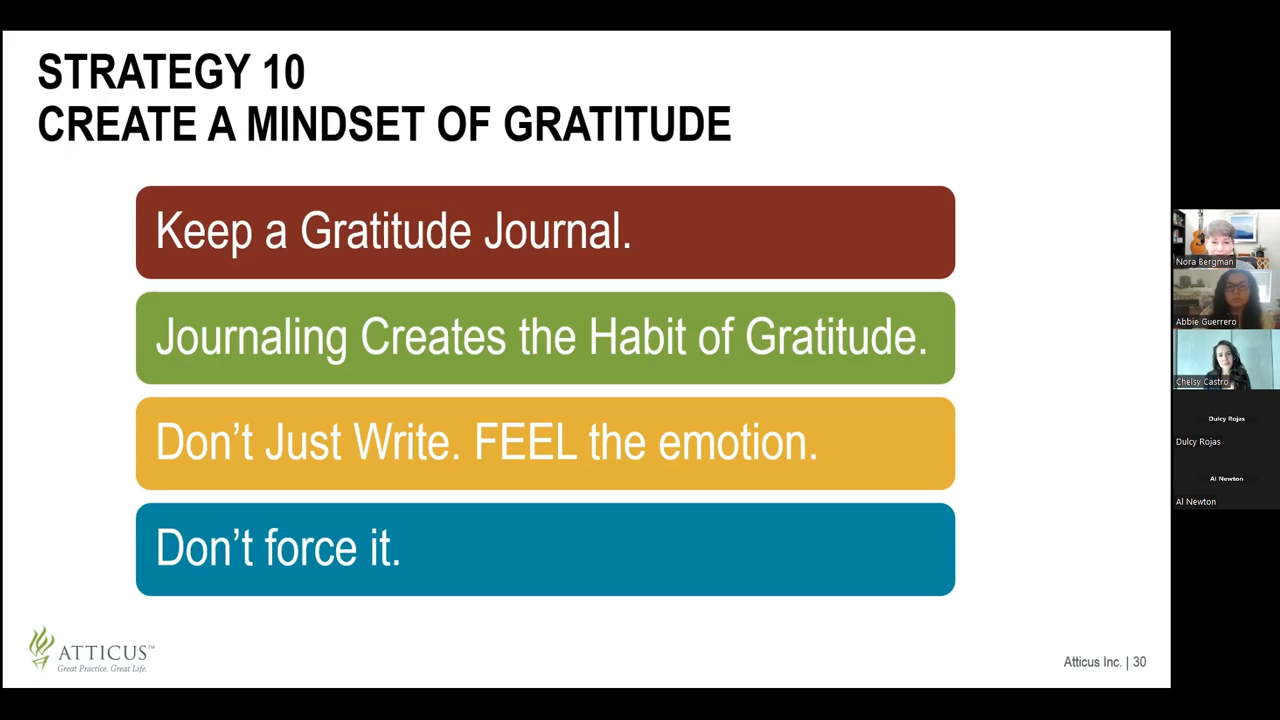 STRATEGY 10
CREATE A MINDSET OF GRATITUDE
Keep a Gratitude Journal.
Journaling Creates the Habit of Gratitude.
Don’t Just Write. FEEL the emotion.
Don’t force it.
ATTICUS™
Great Practice. Great Life.
Atticus Inc. | 30
Nora Bergman
Abbie Guerrero
Chelsy Castro
Dulcy Rojas
Dulcy Rojas
Al Newton
Al Newton